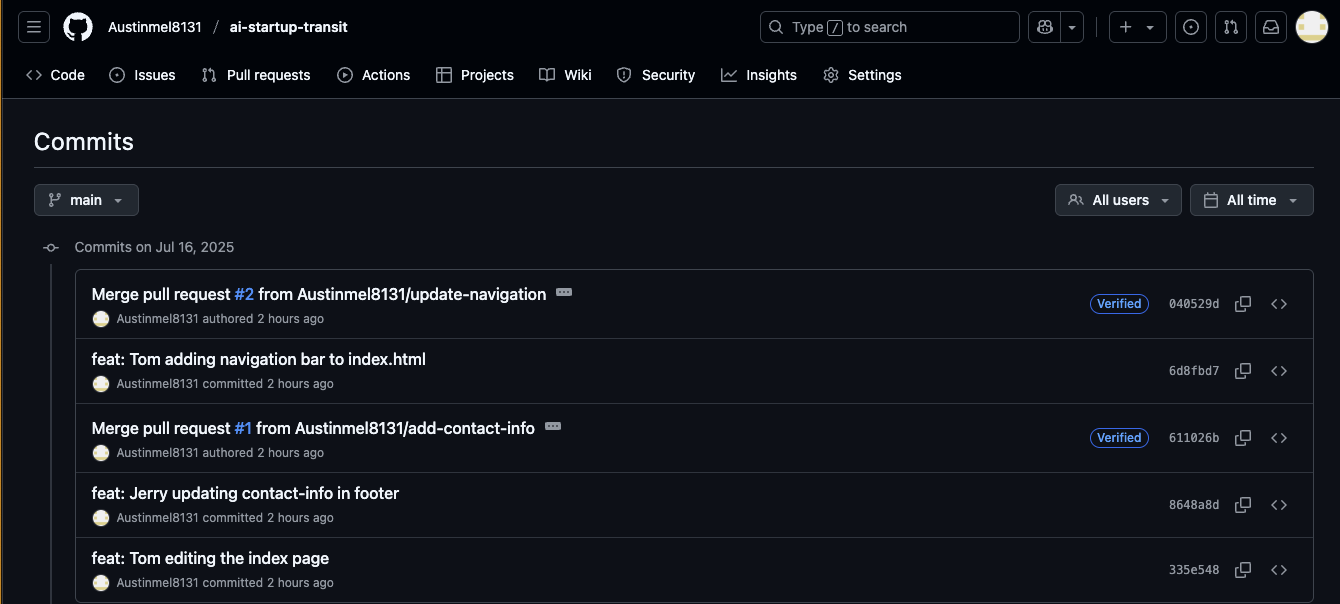 Austinmel8131 / ai-startup-transit
Type / to search
Code Issues Pull requests Actions Projects Wiki Security Insights Settings
Commits
main
All users All time
Commits on Jul 16, 2025
Merge pull request #2 from Austinmel8131/update-navigation
Verified 040529d
Austinmel8131 authored 2 hours ago
feat: Tom adding navigation bar to index.html
6d8fbd7
Austinmel8131 committed 2 hours ago
Merge pull request #1 from Austinmel8131/add-contact-info
Verified 611026b
Austinmel8131 authored 2 hours ago
feat: Jerry updating contact-info in footer
8648a8d
Austinmel8131 committed 2 hours ago
feat: Tom editing the index page
335e548
Austinmel8131 committed 2 hours ago